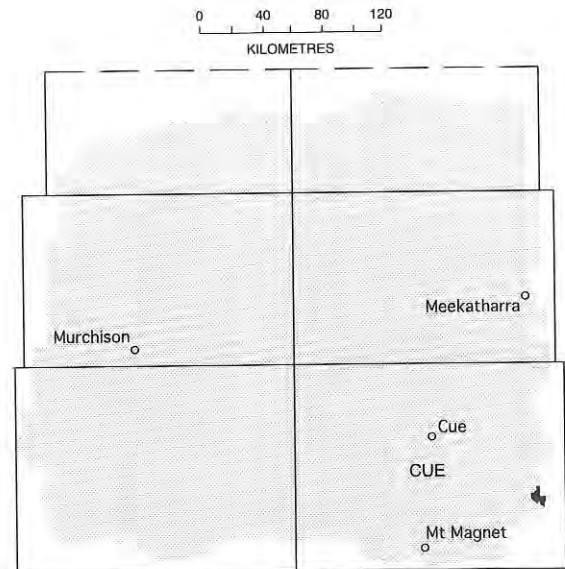 0 40 80 120
KILOMETRES
Meekatharra
Murchison
Cue
CUE
Mt Magnet